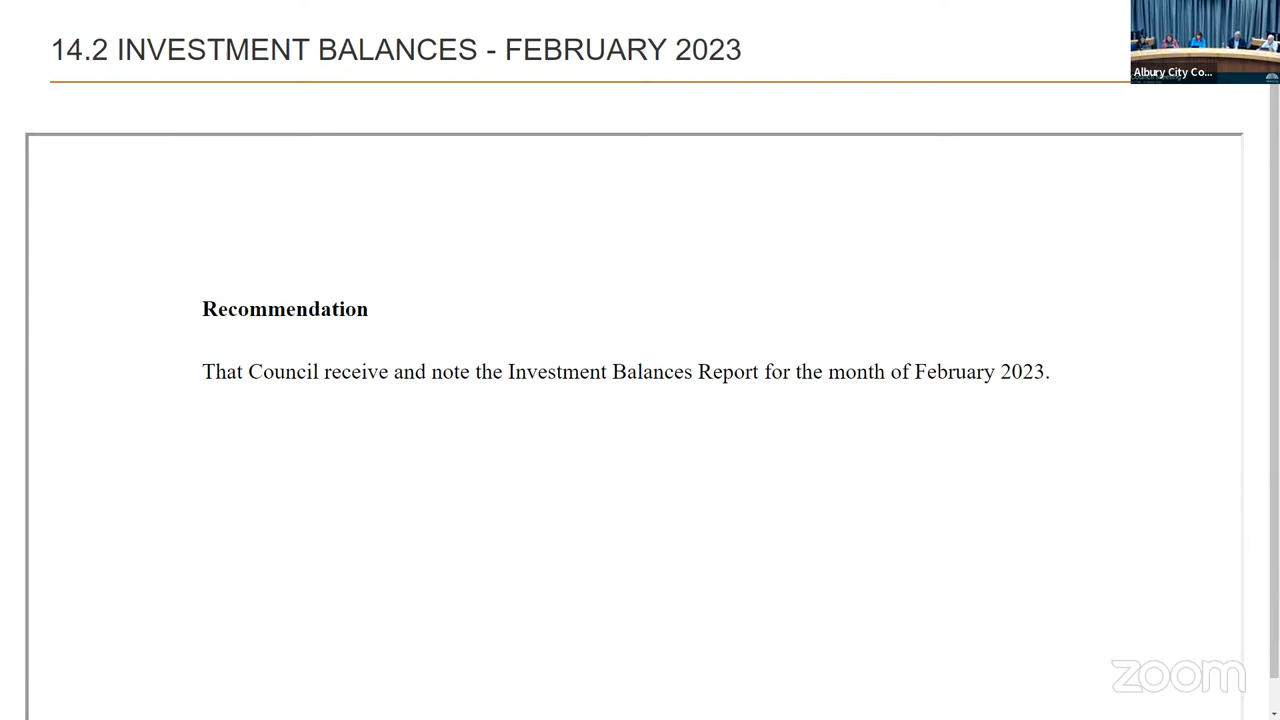 14.2 INVESTMENT BALANCES - FEBRUARY 2023
Albury City Co...
Recommendation
That Council receive and note the Investment Balances Report for the month of February 2023.
zoom